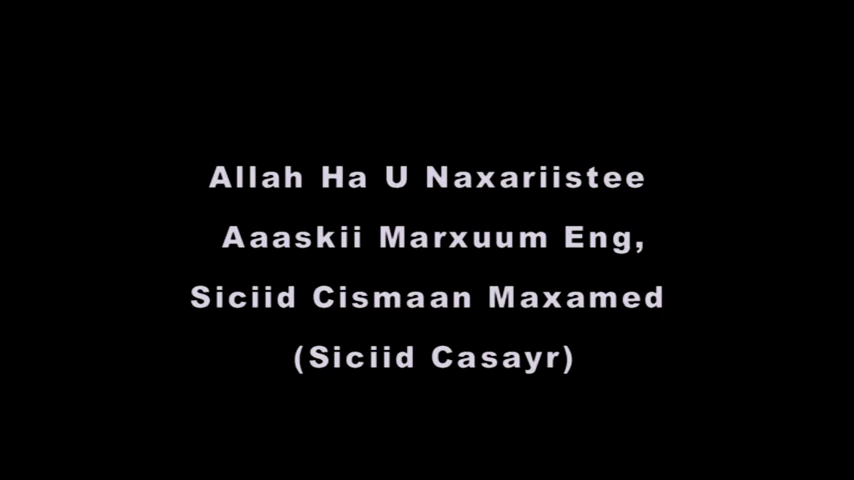 Allah Ha U Naxariistee
Aaaskii Marxuum Eng,
Siciid Cismaan Maxamed
(Siciid Casayr)